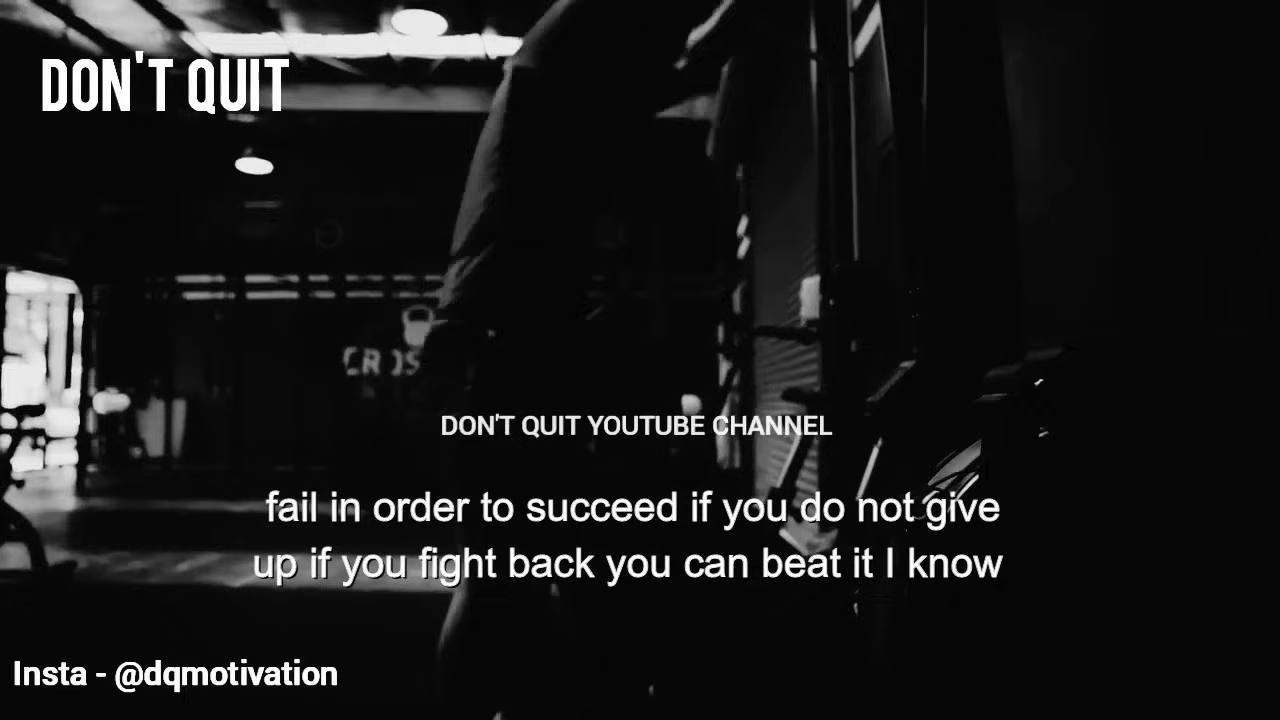 DON'T QUIT
CROS
DON'T QUIT YOUTUBE CHANNEL
fail in order to succeed if you do not give
up if you fight back you can beat it I know
Insta - @dqmotivation